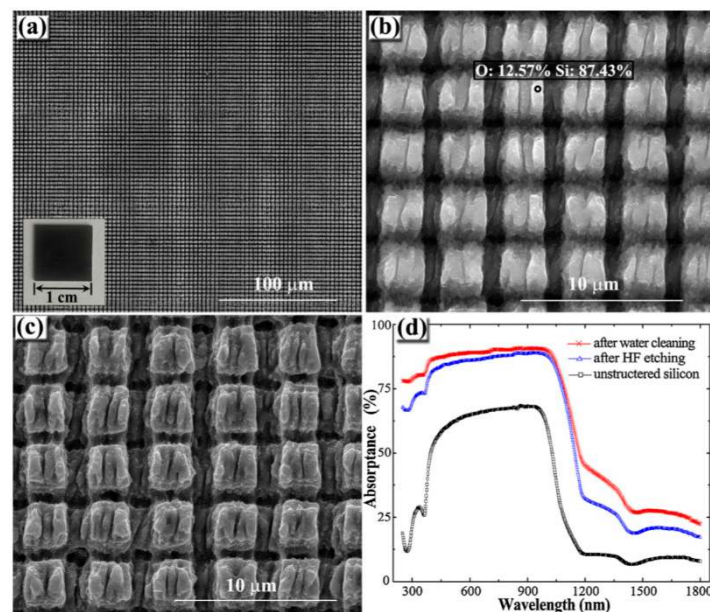 (a)
1 cm
100 μm
(b)
O: 12.57% Si: 87.43%
10 μm
(c)
10 μm
(d)
after water cleaning
after HF etching
unstructered silicon
Absorptance (%)
100
75
50
25
0
300 600 900 1200 1500 1800
Wavelength (nm)